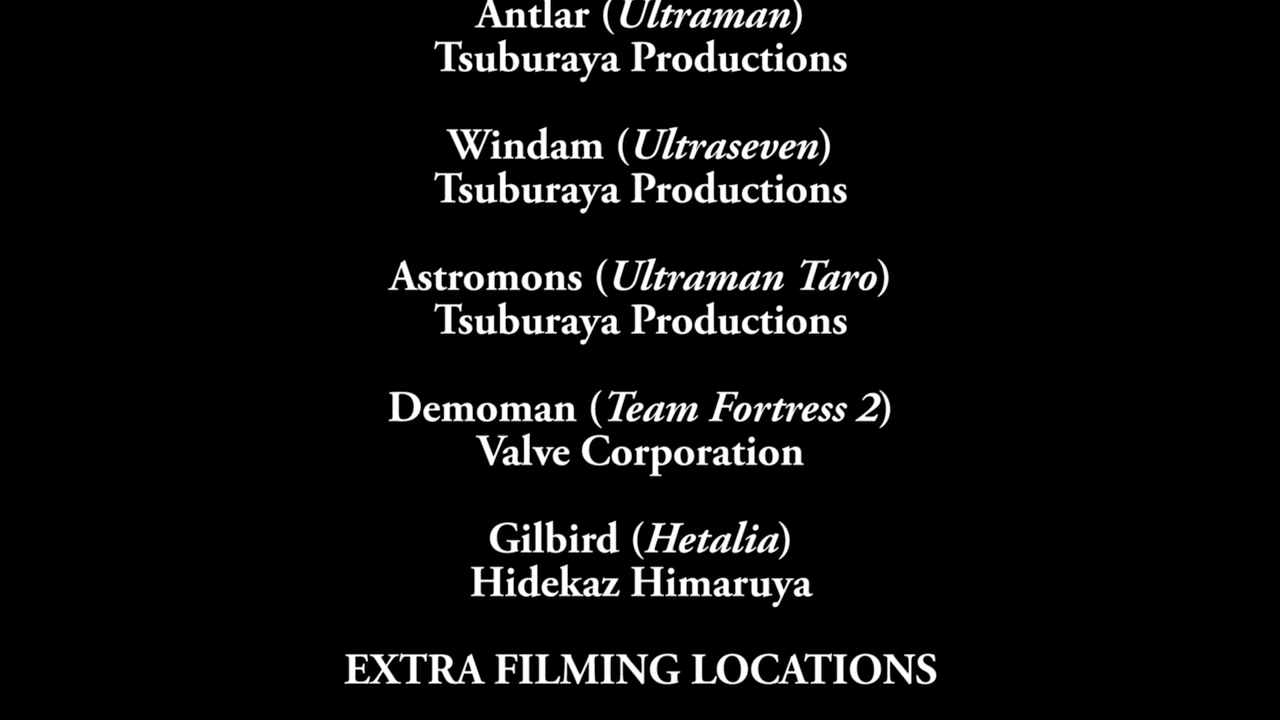 Antlar (Ultraman)
Tsuburaya Productions
Windam (Ultraseven)
Tsuburaya Productions
Astromons (Ultraman Taro)
Tsuburaya Productions
Demoman (Team Fortress 2)
Valve Corporation
Gilbird (Hetalia)
Hidekaz Himaruya
EXTRA FILMING LOCATIONS